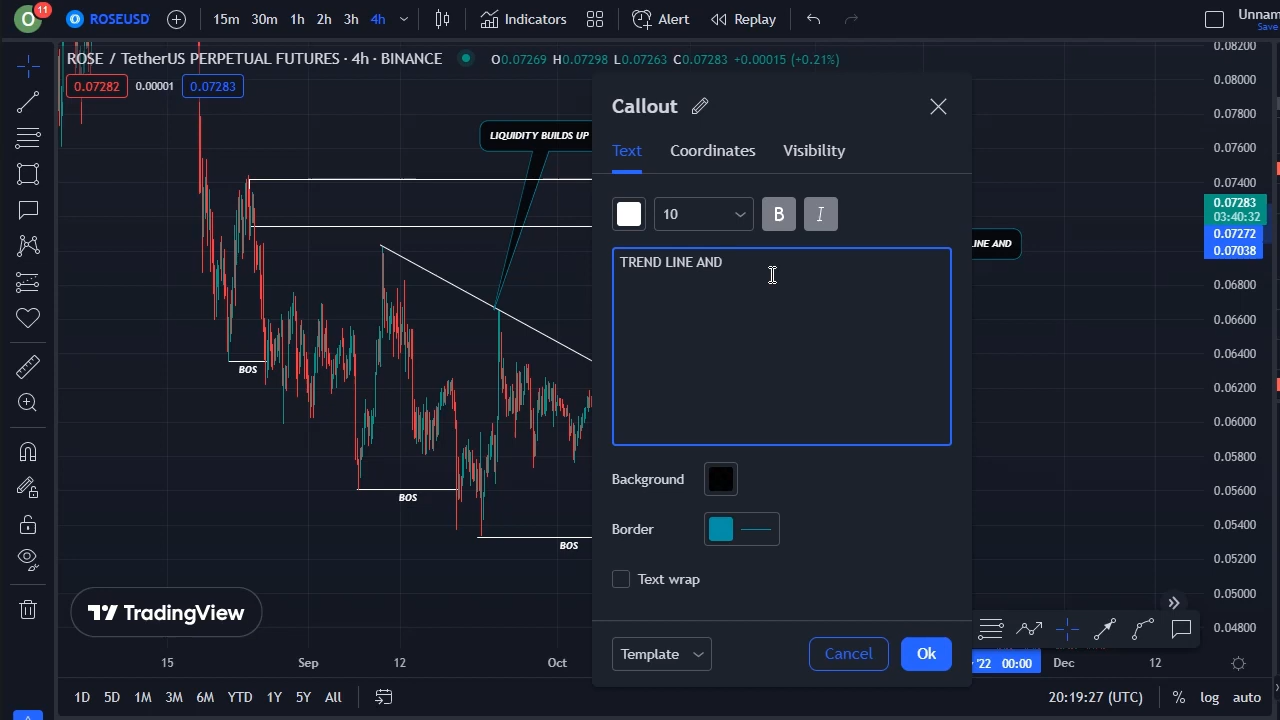 O
11
ROSEUSD
15m
30m
1h
2h
3h
4h
Indicators
Alert
Replay
Unnam
Save
ROSE / TetherUS PERPETUAL FUTURES · 4h · BINANCE
O0.07269 H0.07298 L0.07263 C0.07283 +0.00015 (+0.21%)
0.07282
0.00001
0.07283
Callout
Text
Coordinates
Visibility
10
B
I
TREND LINE AND
Background
Border
Text wrap
Template
Cancel
Ok
LIQUIDITY BUILDS UP
LINE AND
BOS
BOS
BOS
0.08200
0.08000
0.07800
0.07600
0.07400
0.07283
03:40:32
0.07272
0.07038
0.06800
0.06600
0.06400
0.06200
0.06000
0.05800
0.05600
0.05400
0.05200
0.05000
0.04800
TradingView
15
Sep
12
Oct
'22 00:00
Dec
12
1D
5D
1M
3M
6M
YTD
1Y
5Y
All
20:19:27 (UTC)
%
log
auto